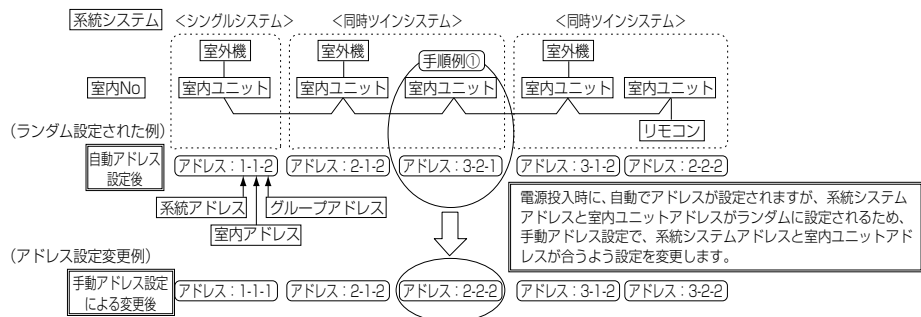 系統システム <シングルシステム> <同時ツインシステム> <同時ツインシステム>
室外機 室外機 手順例① 室外機
室内No 室内ユニット 室内ユニット 室内ユニット 室内ユニット 室内ユニット
リモコン
(ランダム設定された例)
自動アドレス
設定後
アドレス：1-1-2 アドレス：2-1-2 アドレス：3-2-1 アドレス：3-1-2 アドレス：2-2-2
系統アドレス グループアドレス
室内アドレス
電源投入時に、自動でアドレスが設定されますが、系統システム
アドレスと室内ユニットアドレスがランダムに設定されるため、
手動アドレス設定で、系統システムアドレスと室内ユニットアド
レスが合うよう設定を変更します。
(アドレス設定変更例)
手動アドレス設定
による変更後
アドレス：1-1-1 アドレス：2-1-2 アドレス：2-2-2 アドレス：3-1-2 アドレス：3-2-2